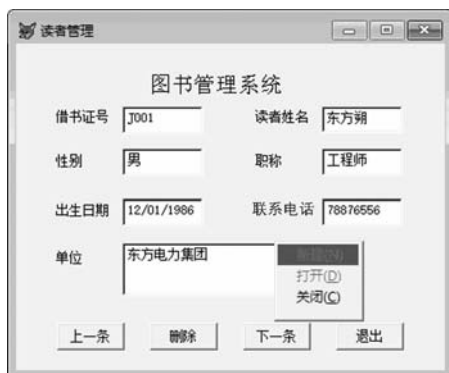 读者管理
图书管理系统
借书证号 J001 读者姓名 东方朔
性别 男 职称 工程师
出生日期 12/01/1986 联系电话 78876556
单位 东方电力集团
新建(N)
打开(D)
关闭(C)
上一条 删除 下一条 退出